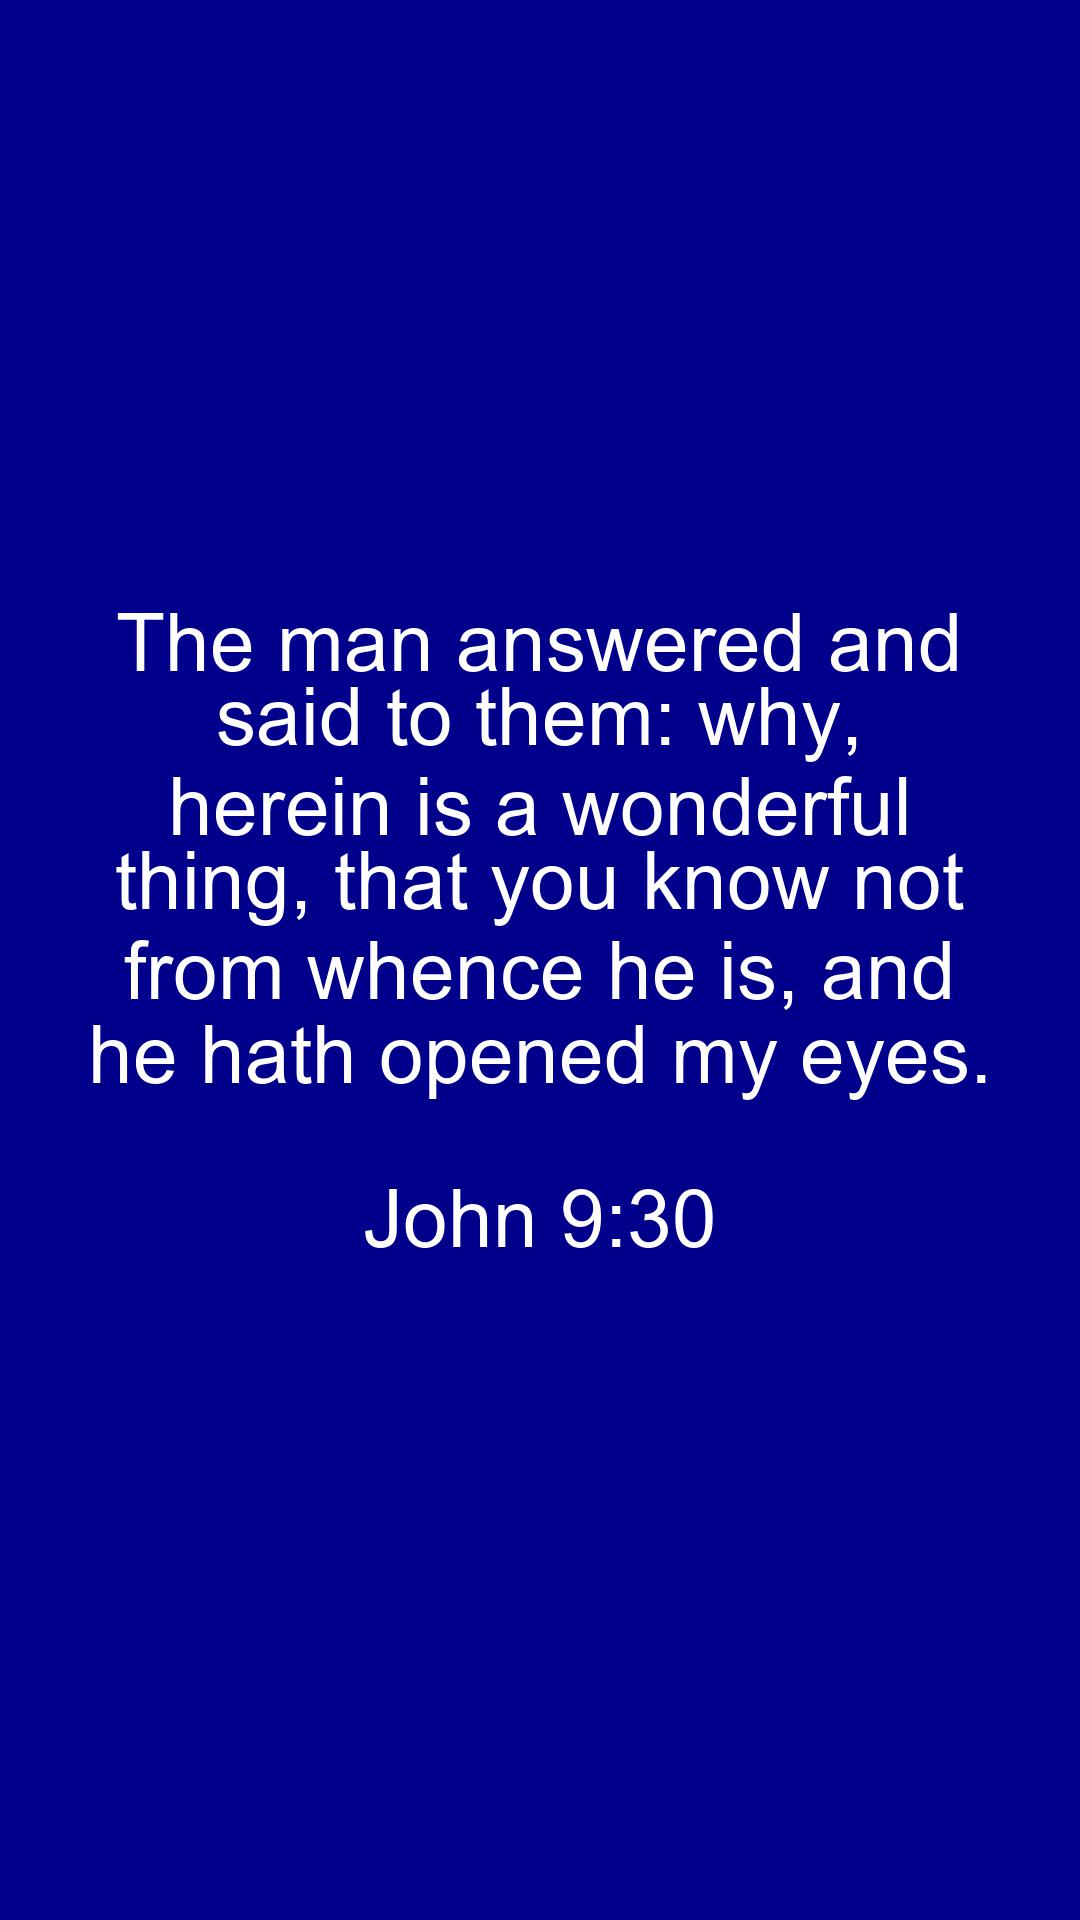 The man answered and
said to them: why,
herein is a wonderful
thing, that you know not
from whence he is, and
he hath opened my eyes.
John 9:30